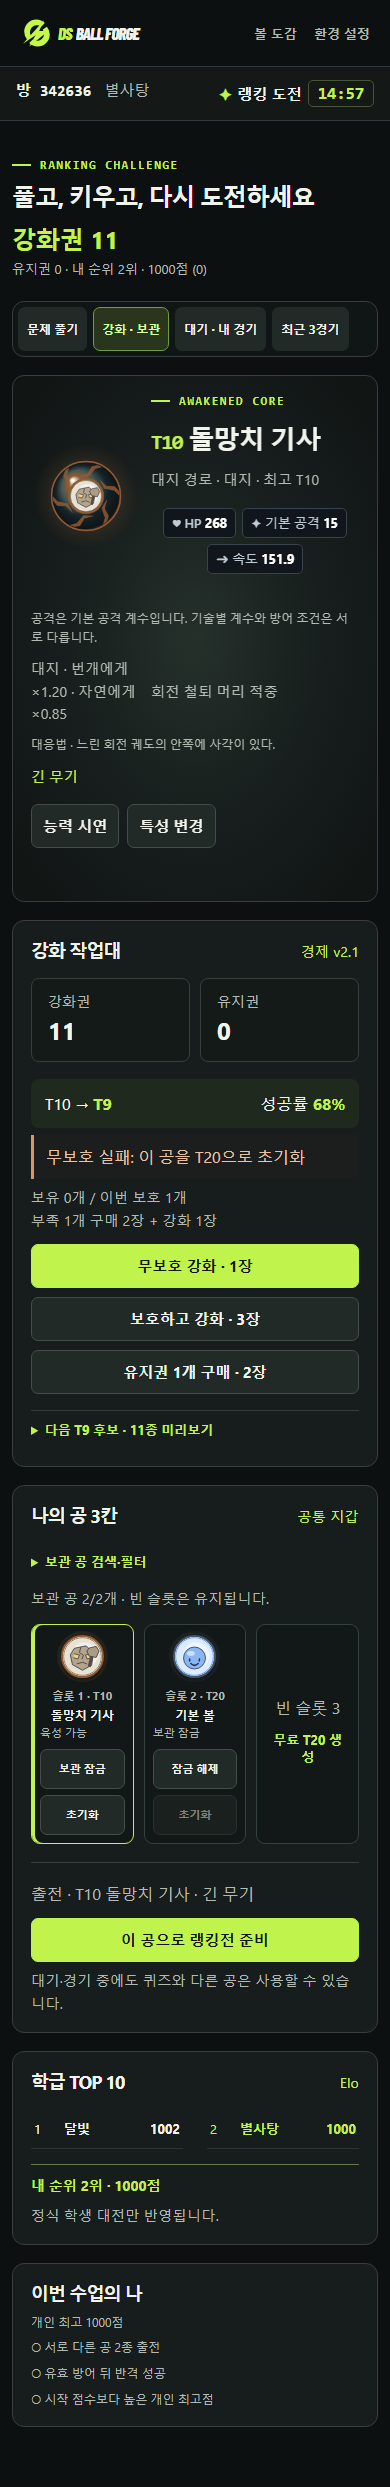 DS BALL FORGE
볼 도감 환경 설정
방 342636 별사탕 ✦ 랭킹 도전 14:57
RANKING CHALLENGE
풀고, 키우고, 다시 도전하세요
강화권 11
유지권 0 · 내 순위 2위 · 1000점 (0)
문제 풀기 강화 · 보관 대기 · 내 경기 최근 3경기
AWAKENED CORE
T10 돌망치 기사
대지 경로 · 대지 · 최고 T10
♥ HP 268 ✦ 기본 공격 15
→ 속도 151.9
공격은 기본 공격 계수입니다. 기술별 계수와 방어 조건은 서
로 다릅니다.
대지 · 번개에게
×1.20 · 자연에게 회전 철퇴 머리 적중
×0.85
대응법 · 느린 회전 궤도의 안쪽에 사각이 있다.
긴 무기
능력 시연 특성 변경
강화 작업대 경제 v2.1
강화권 유지권
11 0
T10 → T9 성공률 68%
무보호 실패: 이 공을 T20으로 초기화
보유 0개 / 이번 보호 1개
부족 1개 구매 2장 + 강화 1장
무보호 강화 · 1장
보호하고 강화 · 3장
유지권 1개 구매 · 2장
▶ 다음 T9 후보 · 11종 미리보기
나의 공 3칸 공통 지갑
▶ 보관 공 검색·필터
보관 공 2/2개 · 빈 슬롯은 유지됩니다.
슬롯 1 · T10
돌망치 기사
육성 가능
보관 잠금
초기화
슬롯 2 · T20
기본 볼
보관 잠금
잠금 해제
초기화
빈 슬롯 3
무료 T20 생
성
출전 · T10 돌망치 기사 · 긴 무기
이 공으로 랭킹전 준비
대기·경기 중에도 퀴즈와 다른 공은 사용할 수 있습
니다.
학급 TOP 10 Elo
1 달빛 1002 2 별사탕 1000
내 순위 2위 · 1000점
정식 학생 대전만 반영됩니다.
이번 수업의 나
개인 최고 1000점
○ 서로 다른 공 2종 출전
○ 유효 방어 뒤 반격 성공
○ 시작 점수보다 높은 개인 최고점